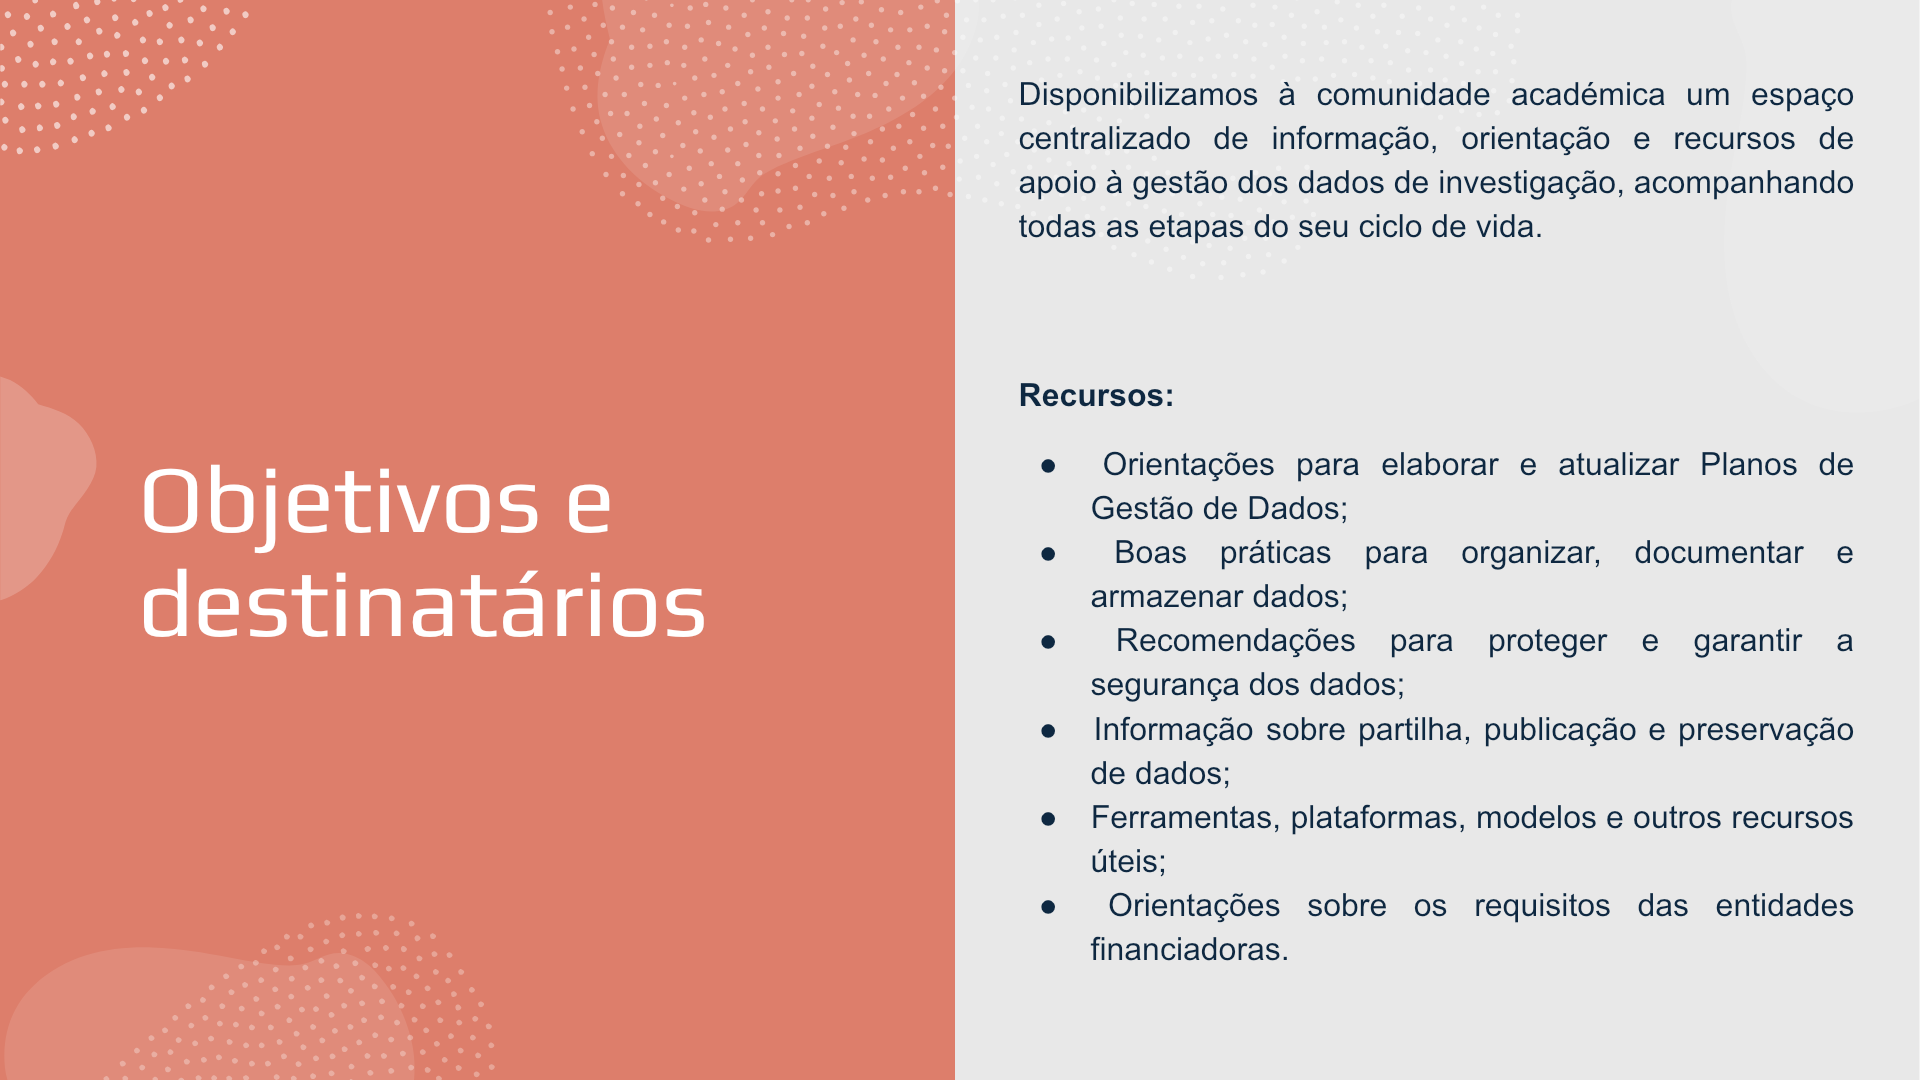 Objetivos e
destinatários
Disponibilizamos à comunidade académica um espaço
centralizado de informação, orientação e recursos de
apoio à gestão dos dados de investigação, acompanhando
todas as etapas do seu ciclo de vida.
Recursos:
● Orientações para elaborar e atualizar Planos de
Gestão de Dados;
● Boas práticas para organizar, documentar e
armazenar dados;
● Recomendações para proteger e garantir a
segurança dos dados;
● Informação sobre partilha, publicação e preservação
de dados;
● Ferramentas, plataformas, modelos e outros recursos
úteis;
● Orientações sobre os requisitos das entidades
financiadoras.